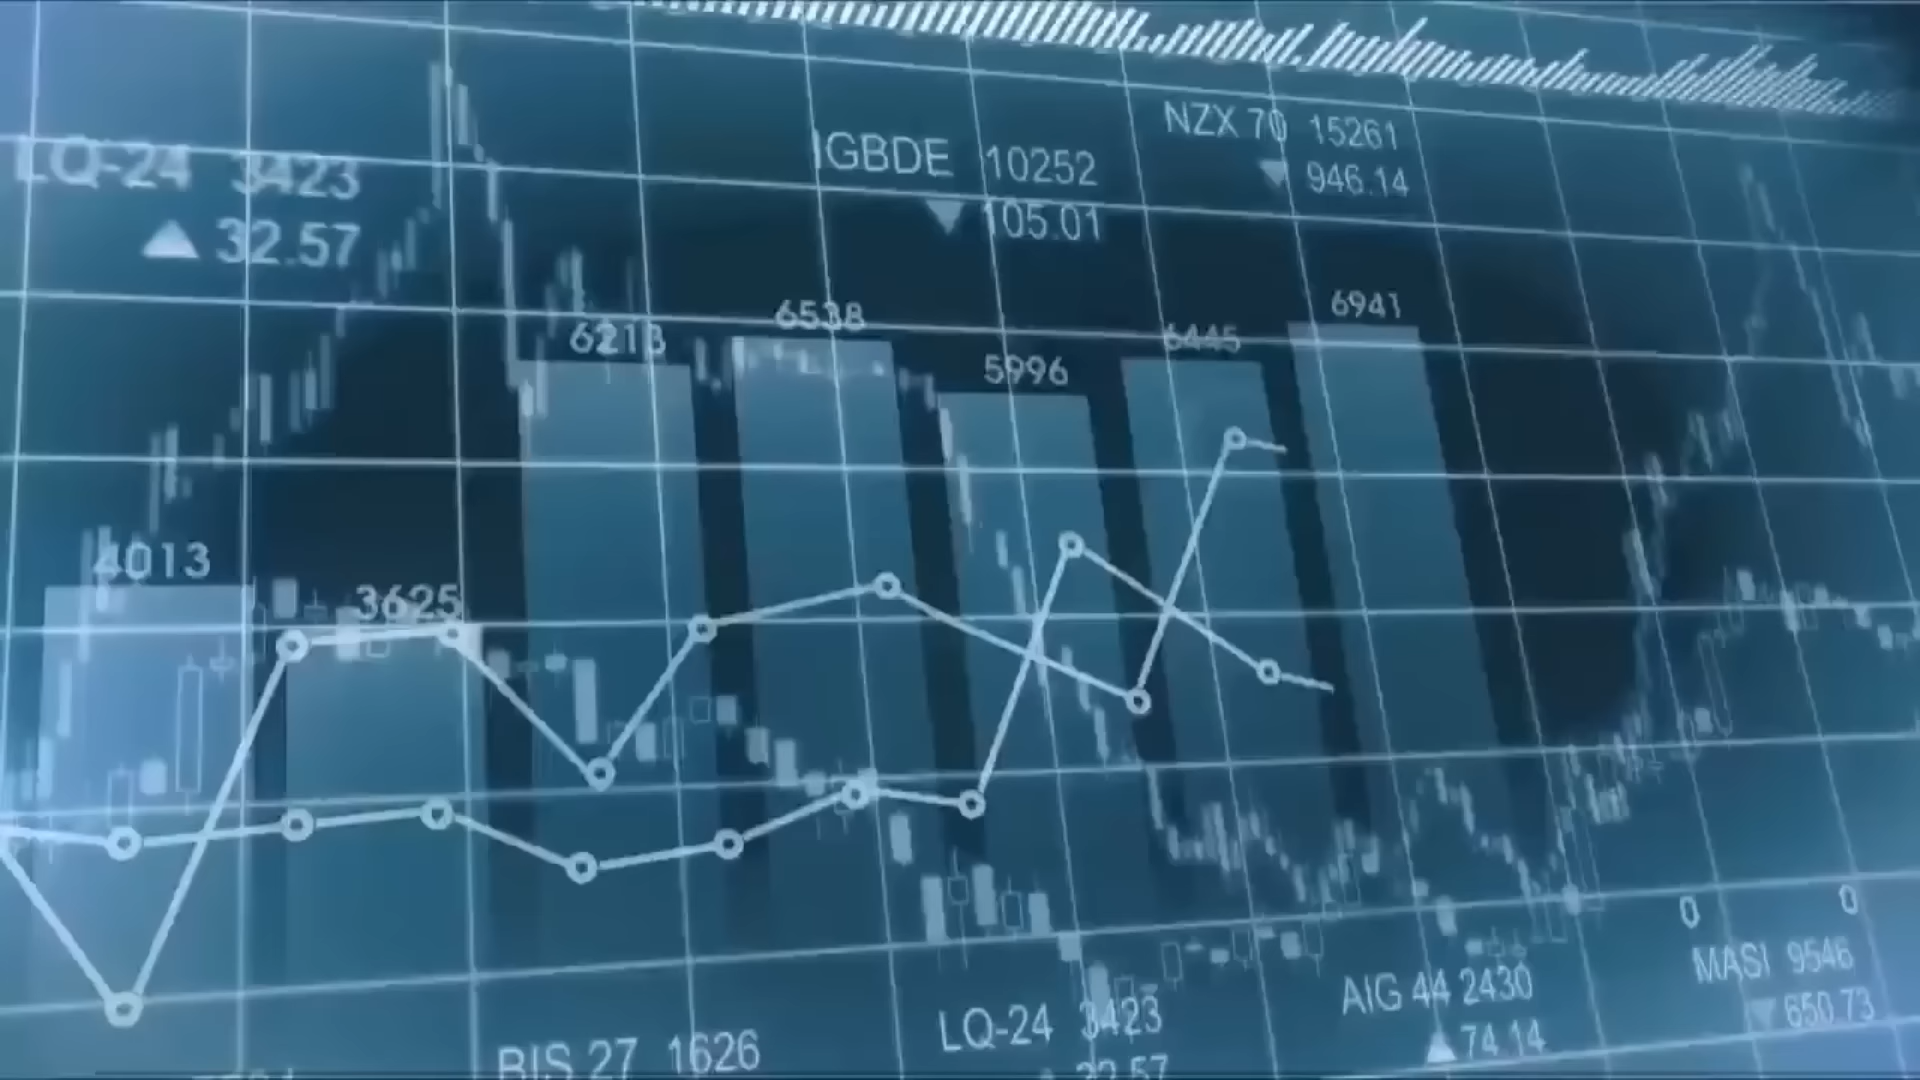 NZX 70 15261
946.14
IGBDE 10252
105.01
LQ-24 3423
32.57
6941
6538
6213
6445
5996
4013
3625
0 0
MASI 9546
650.73
AIG 44 2430
74.14
LQ-24 3423
32.57
BIS 27 1626